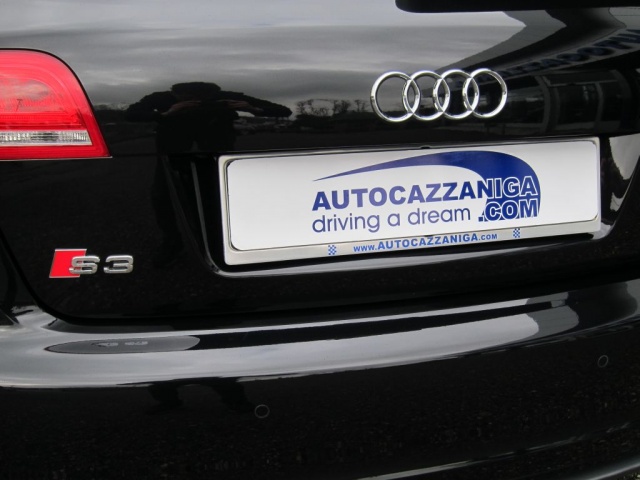 AUTOCAZZANIGA
driving a dream .COM
www.AUTOCAZZANIGA.com
S3